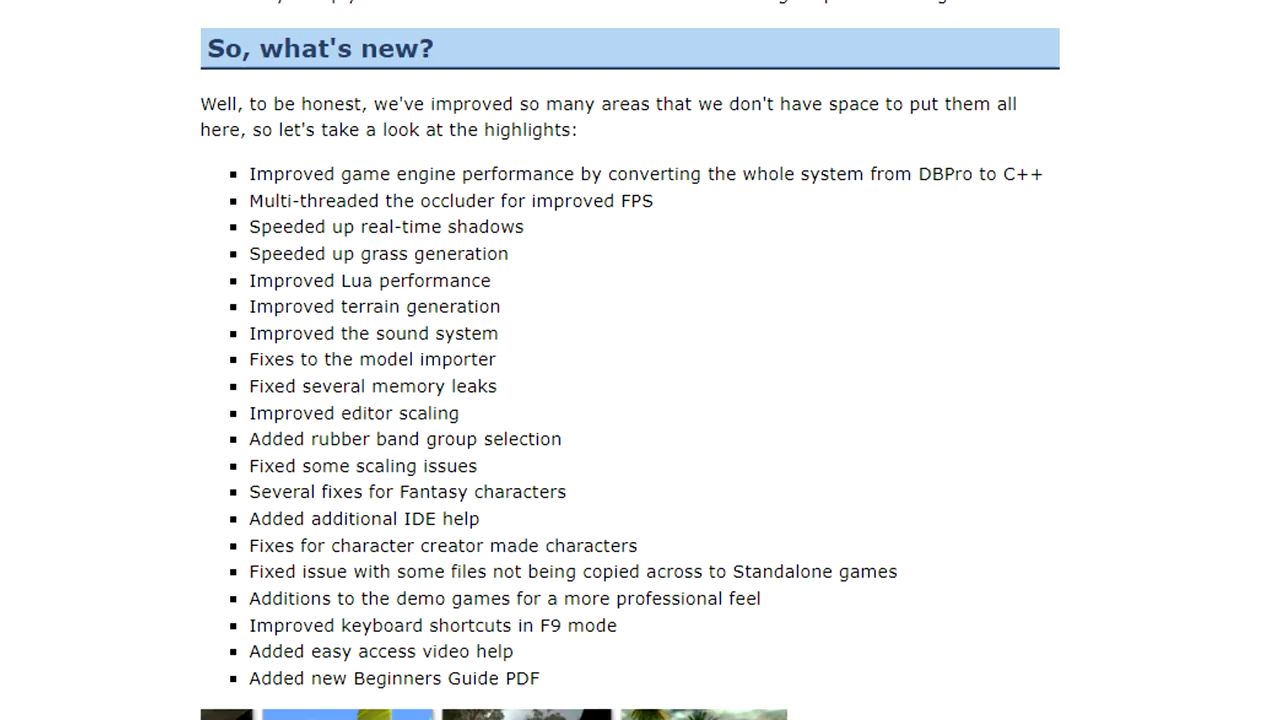 So, what's new?
Well, to be honest, we've improved so many areas that we don't have space to put them all
here, so let's take a look at the highlights:
Improved game engine performance by converting the whole system from DBPro to C++
Multi-threaded the occluder for improved FPS
Speeded up real-time shadows
Speeded up grass generation
Improved Lua performance
Improved terrain generation
Improved the sound system
Fixes to the model importer
Fixed several memory leaks
Improved editor scaling
Added rubber band group selection
Fixed some scaling issues
Several fixes for Fantasy characters
Added additional IDE help
Fixes for character creator made characters
Fixed issue with some files not being copied across to Standalone games
Additions to the demo games for a more professional feel
Improved keyboard shortcuts in F9 mode
Added easy access video help
Added new Beginners Guide PDF